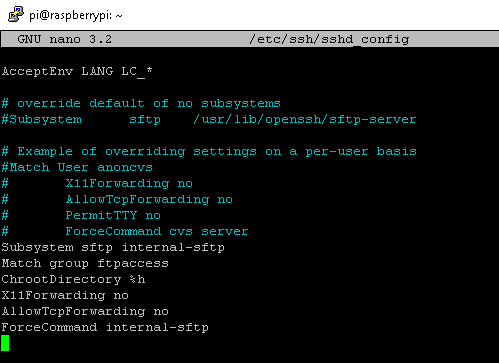 pi@raspberrypi: ~
GNU nano 3.2 /etc/ssh/sshd_config
AcceptEnv LANG LC_*
# override default of no subsystems
#Subsystem sftp /usr/lib/openssh/sftp-server
# Example of overriding settings on a per-user basis
#Match User anoncvs
# X11Forwarding no
# AllowTcpForwarding no
# PermitTTY no
# ForceCommand cvs server
Subsystem sftp internal-sftp
Match group ftpaccess
ChrootDirectory %h
X11Forwarding no
AllowTcpForwarding no
ForceCommand internal-sftp